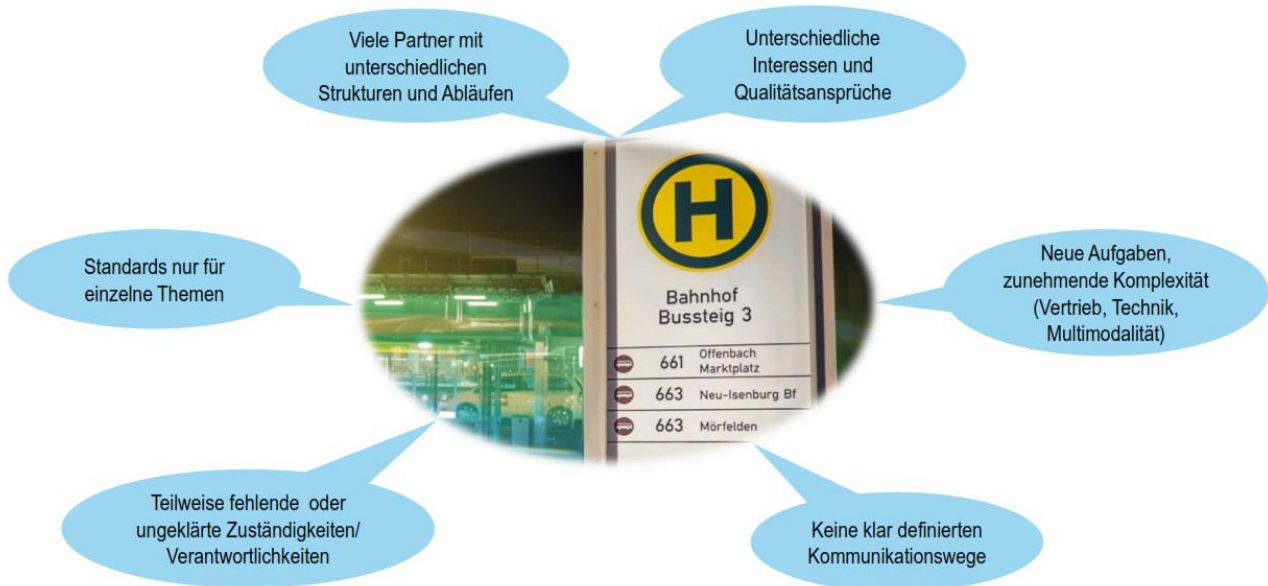 Viele Partner mit
unterschiedlichen
Strukturen und Abläufen
Unterschiedliche
Interessen und
Qualitätsansprüche
Standards nur für
einzelne Themen
H
Bahnhof
Bussteig 3
661 Offenbach
Marktplatz
663 Neu-Isenburg Bf
663 Mörfelden
Neue Aufgaben,
zunehmende Komplexität
(Vertrieb, Technik,
Multimodalität)
Teilweise fehlende oder
ungeklärte Zuständigkeiten/
Verantwortlichkeiten
Keine klar definierten
Kommunikationswege